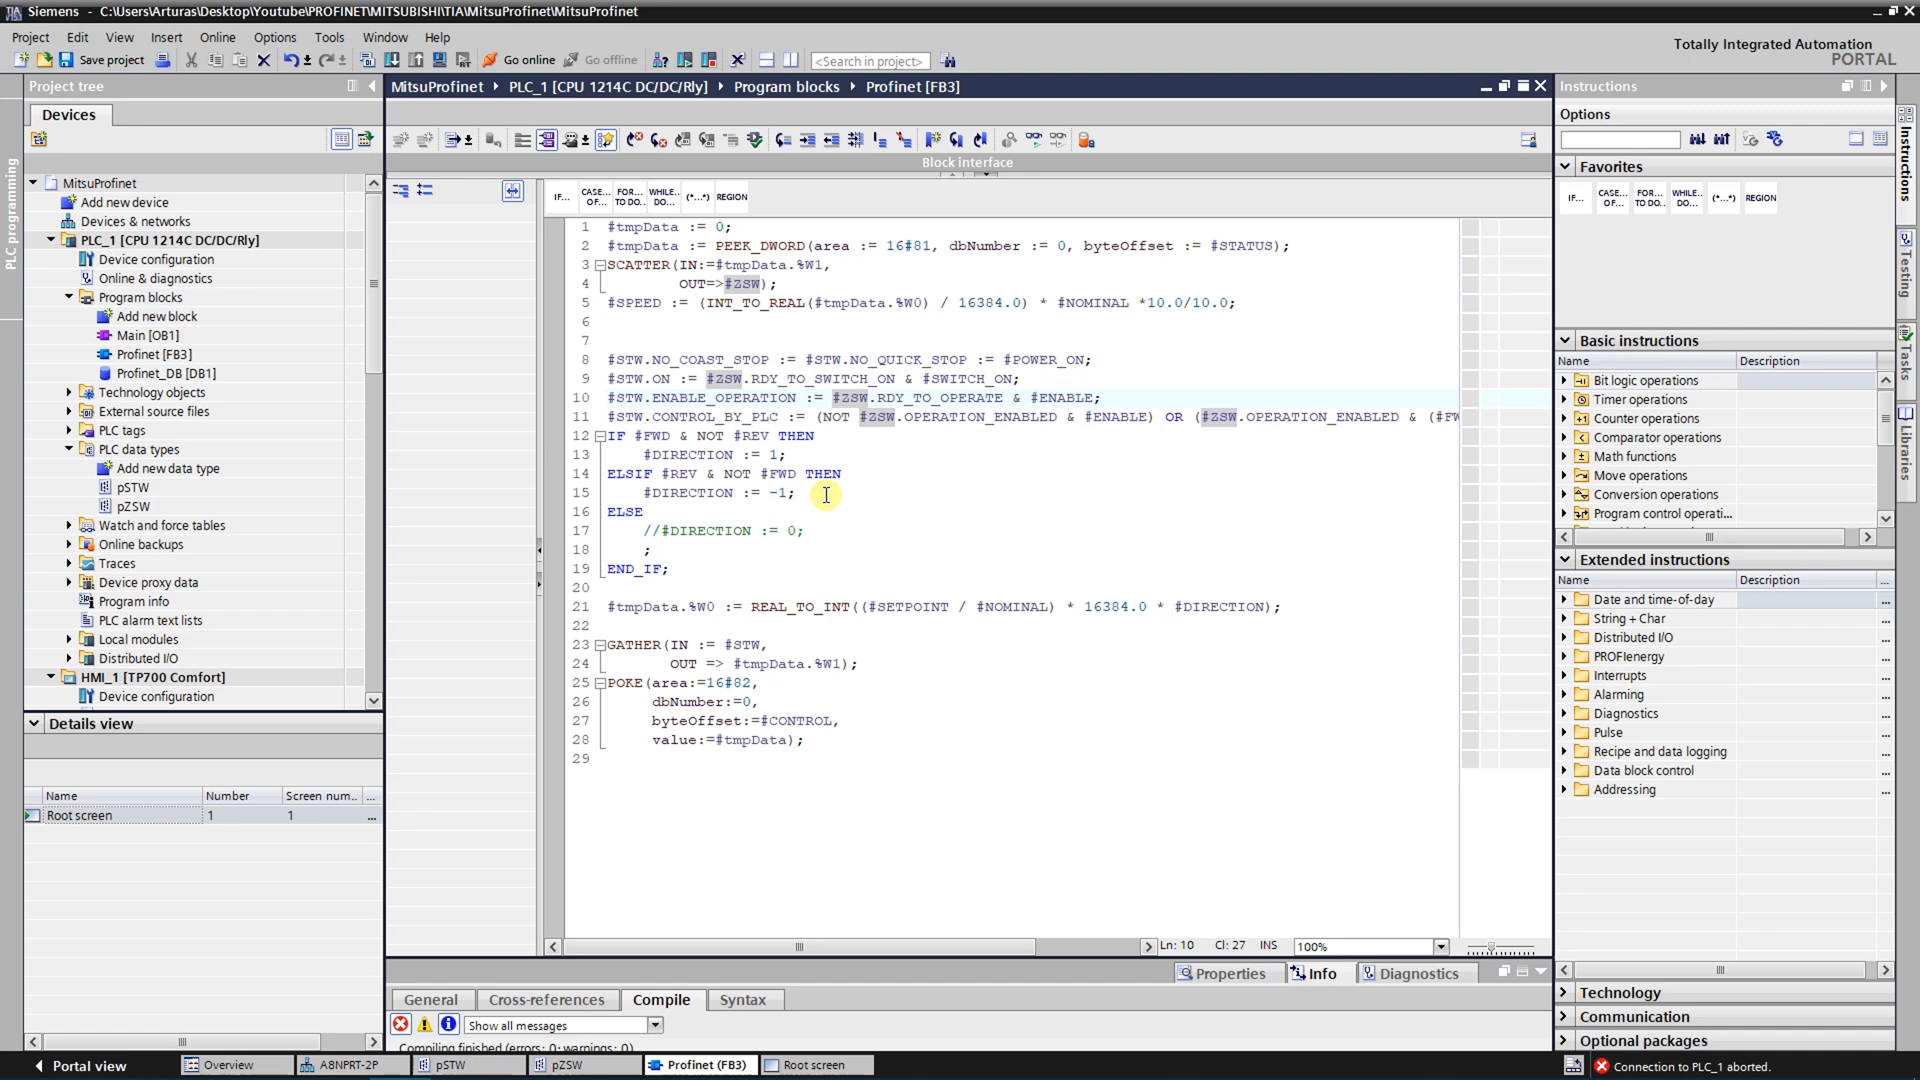 Siemens - C:\Users\Arturas\Desktop\Youtube\PROFINET\MITSUBISHI\TIA\MitsuProfinet\MitsuProfinet
Project Edit View Insert Online Options Tools Window Help
Totally Integrated Automation
PORTAL
Save project
Go online
Go offline
<Search in project>
Project tree
MitsuProfinet PLC_1 [CPU 1214C DC/DC/Rly] Program blocks Profinet [FB3]
Instructions
Devices
Options
Block interface
PLC programming
MitsuProfinet
Add new device
Devices & networks
PLC_1 [CPU 1214C DC/DC/Rly]
Device configuration
Online & diagnostics
Program blocks
Add new block
Main [OB1]
Profinet [FB3]
Profinet_DB [DB1]
Technology objects
External source files
PLC tags
PLC data types
Add new data type
pSTW
pZSW
Watch and force tables
Online backups
Traces
Device proxy data
Program info
PLC alarm text lists
Local modules
Distributed I/O
HMI_1 [TP700 Comfort]
Device configuration
Details view
Name Number Screen num... ...
Root screen 1 1 ...
IF... CASE... OF... FOR... TO DO.. WHILE.. DO... (*...*) REGION
1 #tmpData := 0;
2 #tmpData := PEEK_DWORD(area := 16#81, dbNumber := 0, byteOffset := #STATUS);
3 SCATTER(IN:=#tmpData.%W1,
4 OUT=>#ZSW);
5 #SPEED := (INT_TO_REAL(#tmpData.%W0) / 16384.0) * #NOMINAL *10.0/10.0;
6
7
8 #STW.NO_COAST_STOP := #STW.NO_QUICK_STOP := #POWER_ON;
9 #STW.ON := #ZSW.RDY_TO_SWITCH_ON & #SWITCH_ON;
10 #STW.ENABLE_OPERATION := #ZSW.RDY_TO_OPERATE & #ENABLE;
11 #STW.CONTROL_BY_PLC := (NOT #ZSW.OPERATION_ENABLED & #ENABLE) OR (#ZSW.OPERATION_ENABLED & (#FW
12 IF #FWD & NOT #REV THEN
13 #DIRECTION := 1;
14 ELSIF #REV & NOT #FWD THEN
15 #DIRECTION := -1;
16 ELSE
17 //#DIRECTION := 0;
18 ;
19 END_IF;
20
21 #tmpData.%W0 := REAL_TO_INT((#SETPOINT / #NOMINAL) * 16384.0 * #DIRECTION);
22
23 GATHER(IN := #STW,
24 OUT => #tmpData.%W1);
25 POKE(area:=16#82,
26 dbNumber:=0,
27 byteOffset:=#CONTROL,
28 value:=#tmpData);
29
Ln: 10 Cl: 27 INS 100%
Properties Info Diagnostics
General Cross-references Compile Syntax
Show all messages
Compiling finished (errors: 0; warnings: 0)
Favorites
IF... CASE... OF... FOR... TO DO.. WHILE.. DO... (*...*) REGION
Basic instructions
Name Description
Bit logic operations
Timer operations
Counter operations
Comparator operations
Math functions
Move operations
Conversion operations
Program control operati...
Extended instructions
Name Description ...
Date and time-of-day ...
String + Char ...
Distributed I/O ...
PROFIenergy ...
Interrupts ...
Alarming ...
Diagnostics ...
Pulse ...
Recipe and data logging ...
Data block control ...
Addressing ...
Technology
Communication
Optional packages
Instructions
Testing
Tasks
Libraries
Portal view Overview A8NPRT-2P pSTW pZSW Profinet (FB3) Root screen
Connection to PLC_1 aborted.